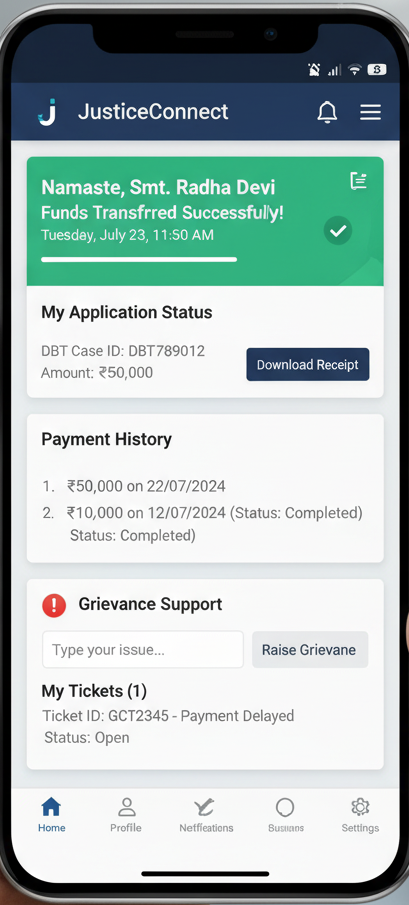 JusticeConnect
Namaste, Smt. Radha Devi
Funds Transfrred Successfully!
Tuesday, July 23, 11:50 AM
My Application Status
DBT Case ID: DBT789012
Amount: ₹50,000
Download Receipt
Payment History
1. ₹50,000 on 22/07/2024
2. ₹10,000 on 12/07/2024 (Status: Completed)
Status: Completed)
Grievance Support
Type your issue...
Raise Grievane
My Tickets (1)
Ticket ID: GCT2345 - Payment Delayed
Status: Open
Home
Profile
Settings